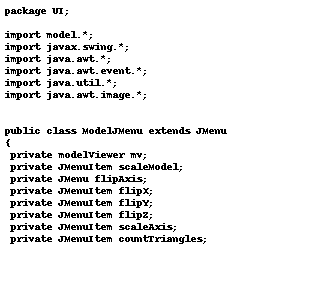 package UI;
import model.*;
import javax.swing.*;
import java.awt.*;
import java.awt.event.*;
import java.util.*;
import java.awt.image.*;
public class ModelJMenu extends JMenu
{
private modelViewer mv;
private JMenuItem scaleModel;
private JMenu flipAxis;
private JMenuItem flipX;
private JMenuItem flipY;
private JMenuItem flipZ;
private JMenuItem scaleAxis;
private JMenuItem countTriangles;